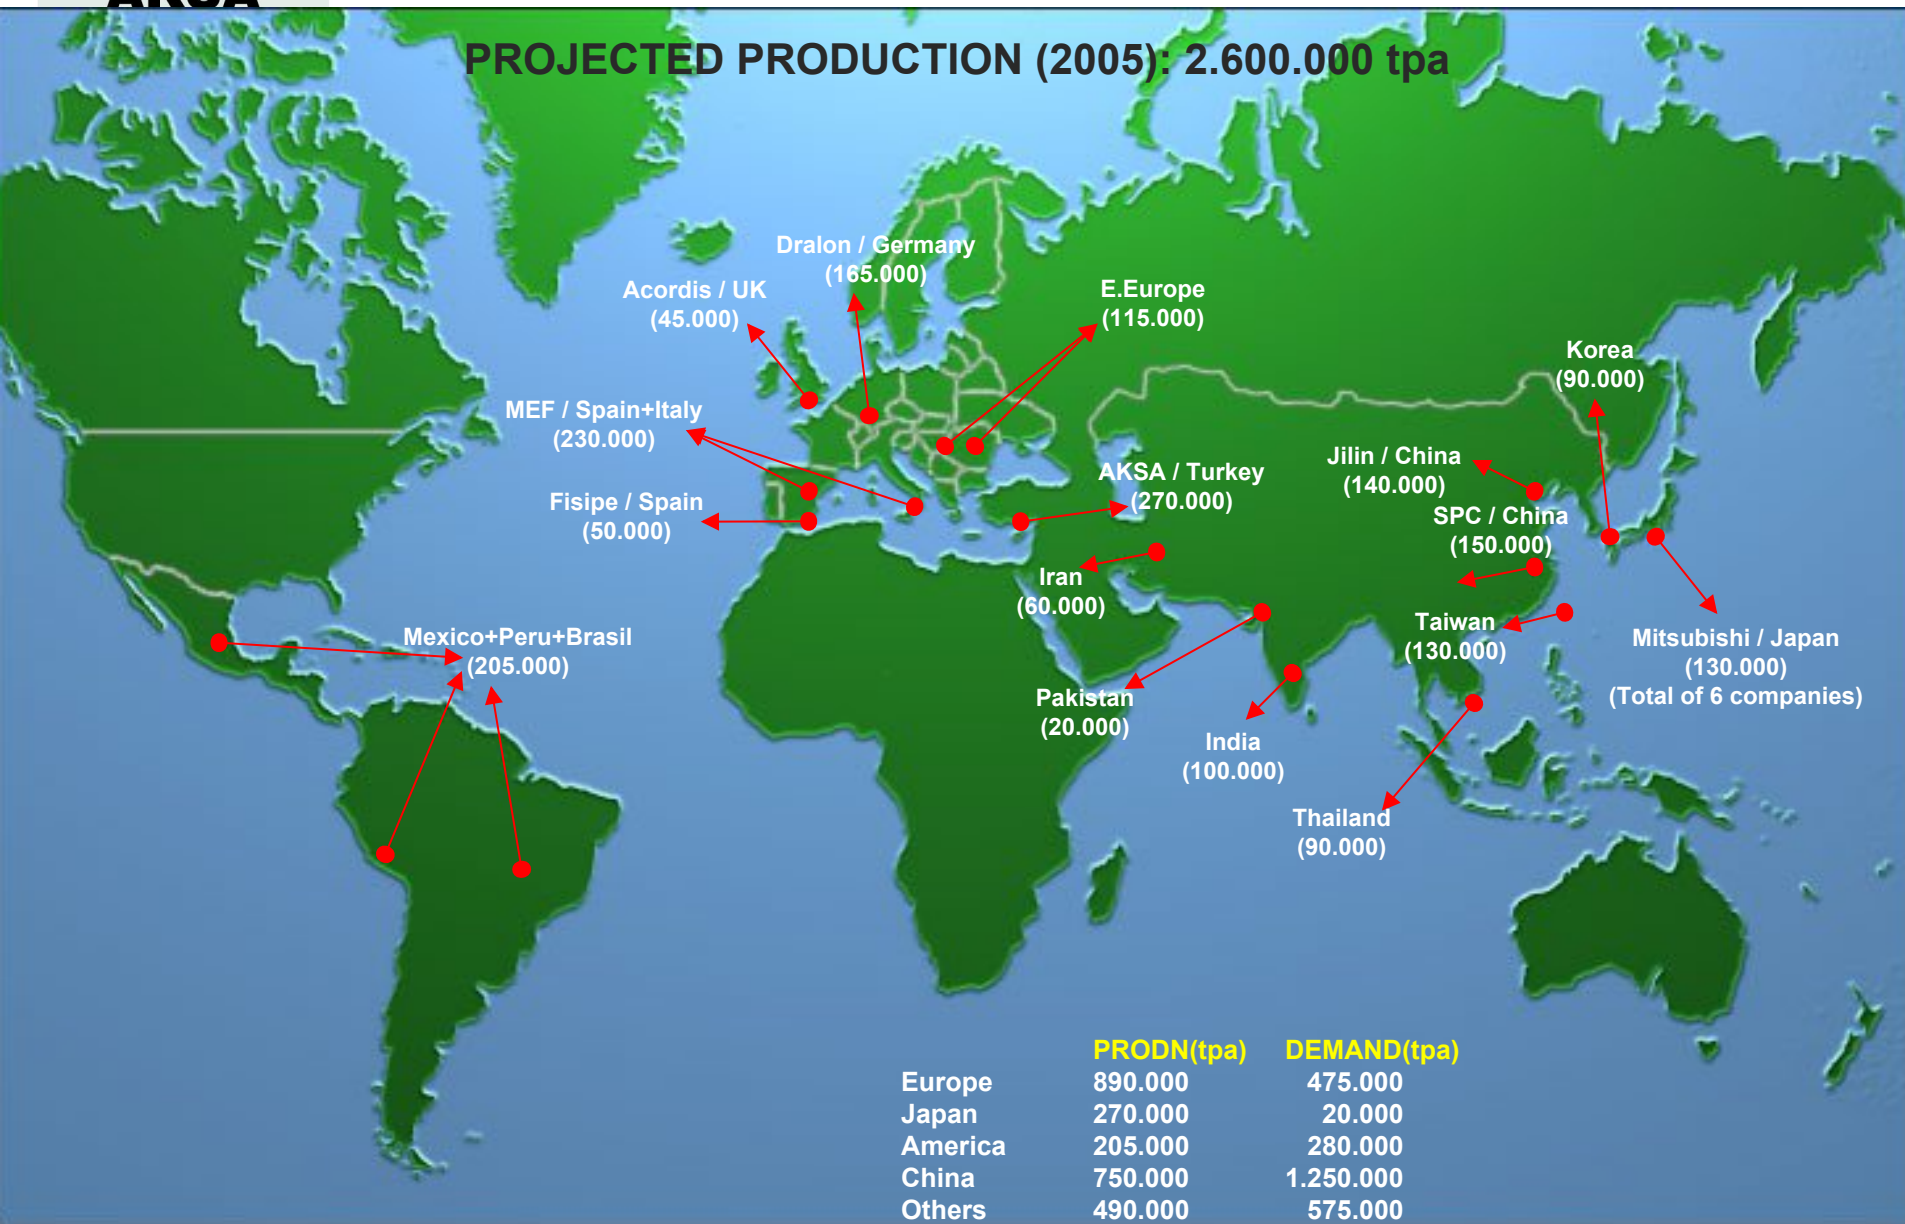 PROJECTED PRODUCTION (2005): 2.600.000 tpa
Dralon / Germany
(165.000)
Acordis / UK
(45.000)
E.Europe
(115.000)
Korea
(90.000)
MEF / Spain+Italy
(230.000)
AKSA / Turkey
(270.000)
Jilin / China
(140.000)
Fisipe / Spain
(50.000)
SPC / China
(150.000)
Iran
(60.000)
Taiwan
(130.000)
Mexico+Peru+Brasil
(205.000)
Mitsubishi / Japan
(130.000)
(Total of 6 companies)
Pakistan
(20.000)
India
(100.000)
Thailand
(90.000)
PRODN(tpa) DEMAND(tpa)
Europe 890.000 475.000
Japan 270.000 20.000
America 205.000 280.000
China 750.000 1.250.000
Others 490.000 575.000